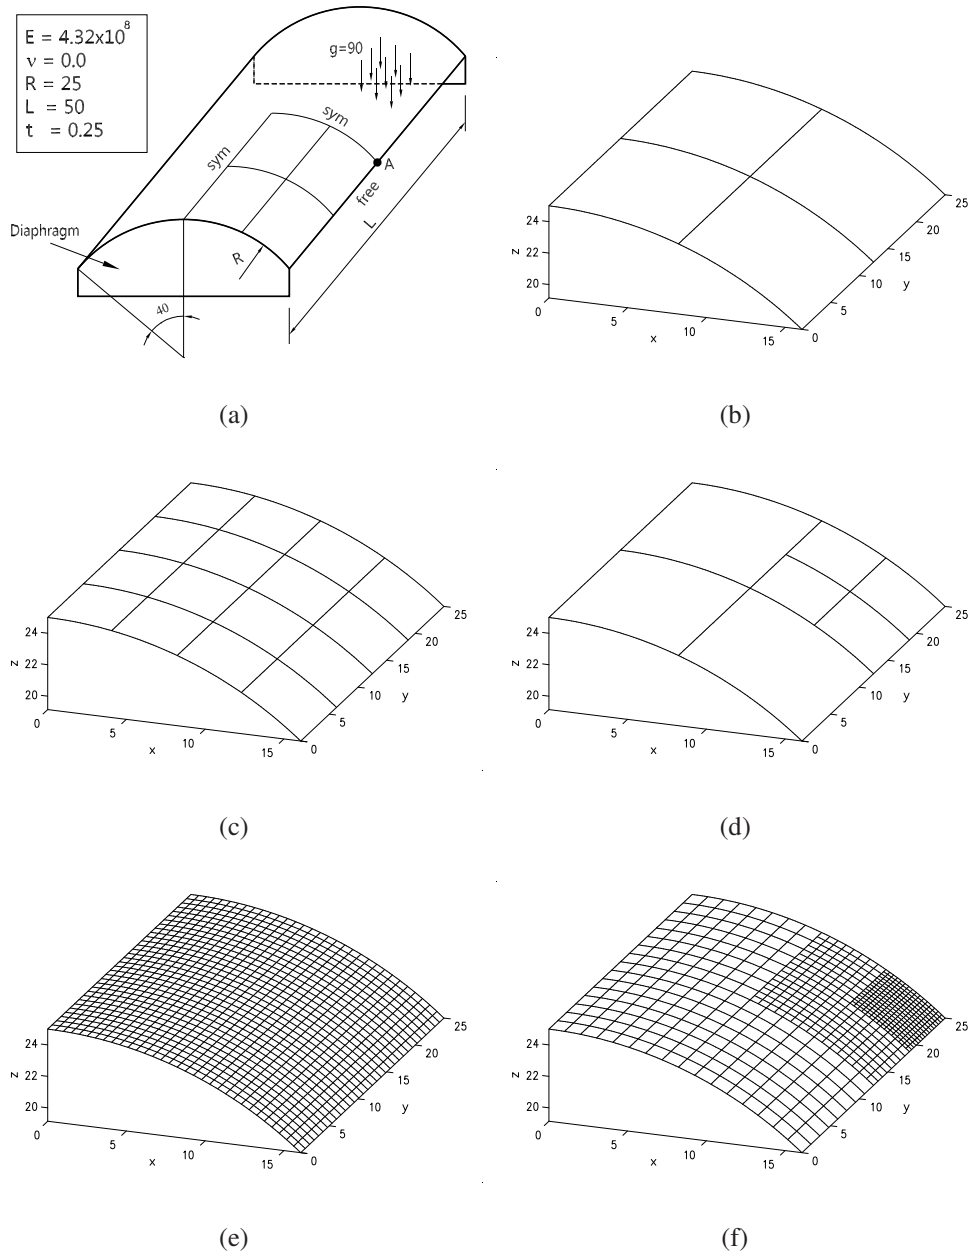 E = 4.32x10^8
ν = 0.0
R = 25
L = 50
t = 0.25
g=90
sym
sym
A
free
L
Diaphragm
R
40
(a)
24
22
20
z
0
5
10
15
x
0
5
10
15
20
25
y
(b)
24
22
20
z
0
5
10
15
x
0
5
10
15
20
25
y
(c)
24
22
20
z
0
5
10
15
x
0
5
10
15
20
25
y
(d)
24
22
20
z
0
5
10
15
x
0
5
10
15
20
25
y
(e)
24
22
20
z
0
5
10
15
x
0
5
10
15
20
25
y
(f)